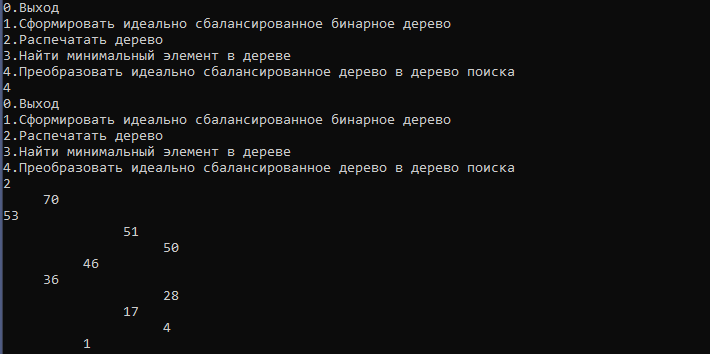 0.Выход
1.Сформировать идеально сбалансированное бинарное дерево
2.Распечатать дерево
3.Найти минимальный элемент в дереве
4.Преобразовать идеально сбалансированное дерево в дерево поиска
4
0.Выход
1.Сформировать идеально сбалансированное бинарное дерево
2.Распечатать дерево
3.Найти минимальный элемент в дереве
4.Преобразовать идеально сбалансированное дерево в дерево поиска
2
70
53
51
50
46
36
28
17
4
1